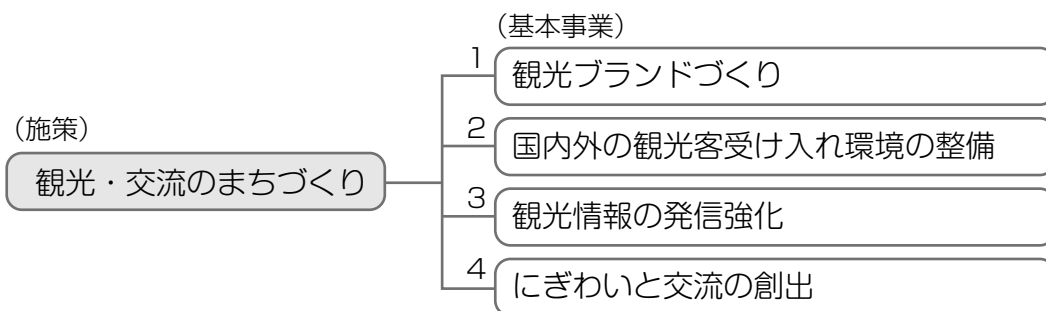 (基本事業)
1 観光ブランドづくり
(施策)
2 国内外の観光客受け入れ環境の整備
観光・交流のまちづくり
3 観光情報の発信強化
4 にぎわいと交流の創出